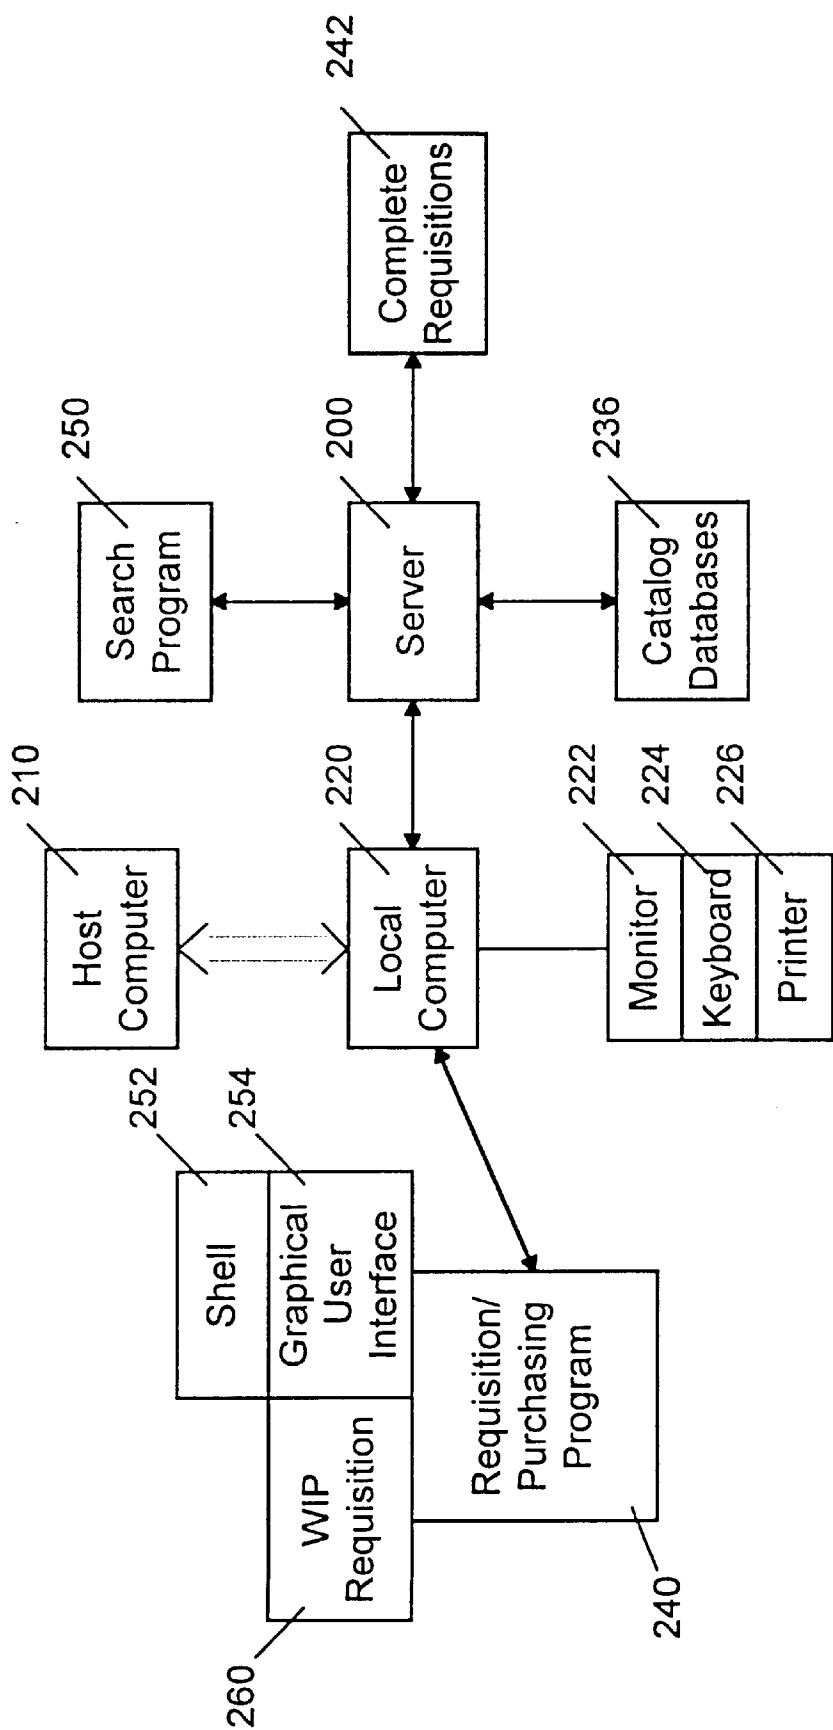 242
Complete
Requisitions
250
Search
Program
200
Server
236
Catalog
Databases
210
Host
Computer
220
Local
Computer
222
Monitor
224
Keyboard
226
Printer
252
Shell
254
Graphical
User
Interface
WIP
Requisition
260
Requisition/
Purchasing
Program
240